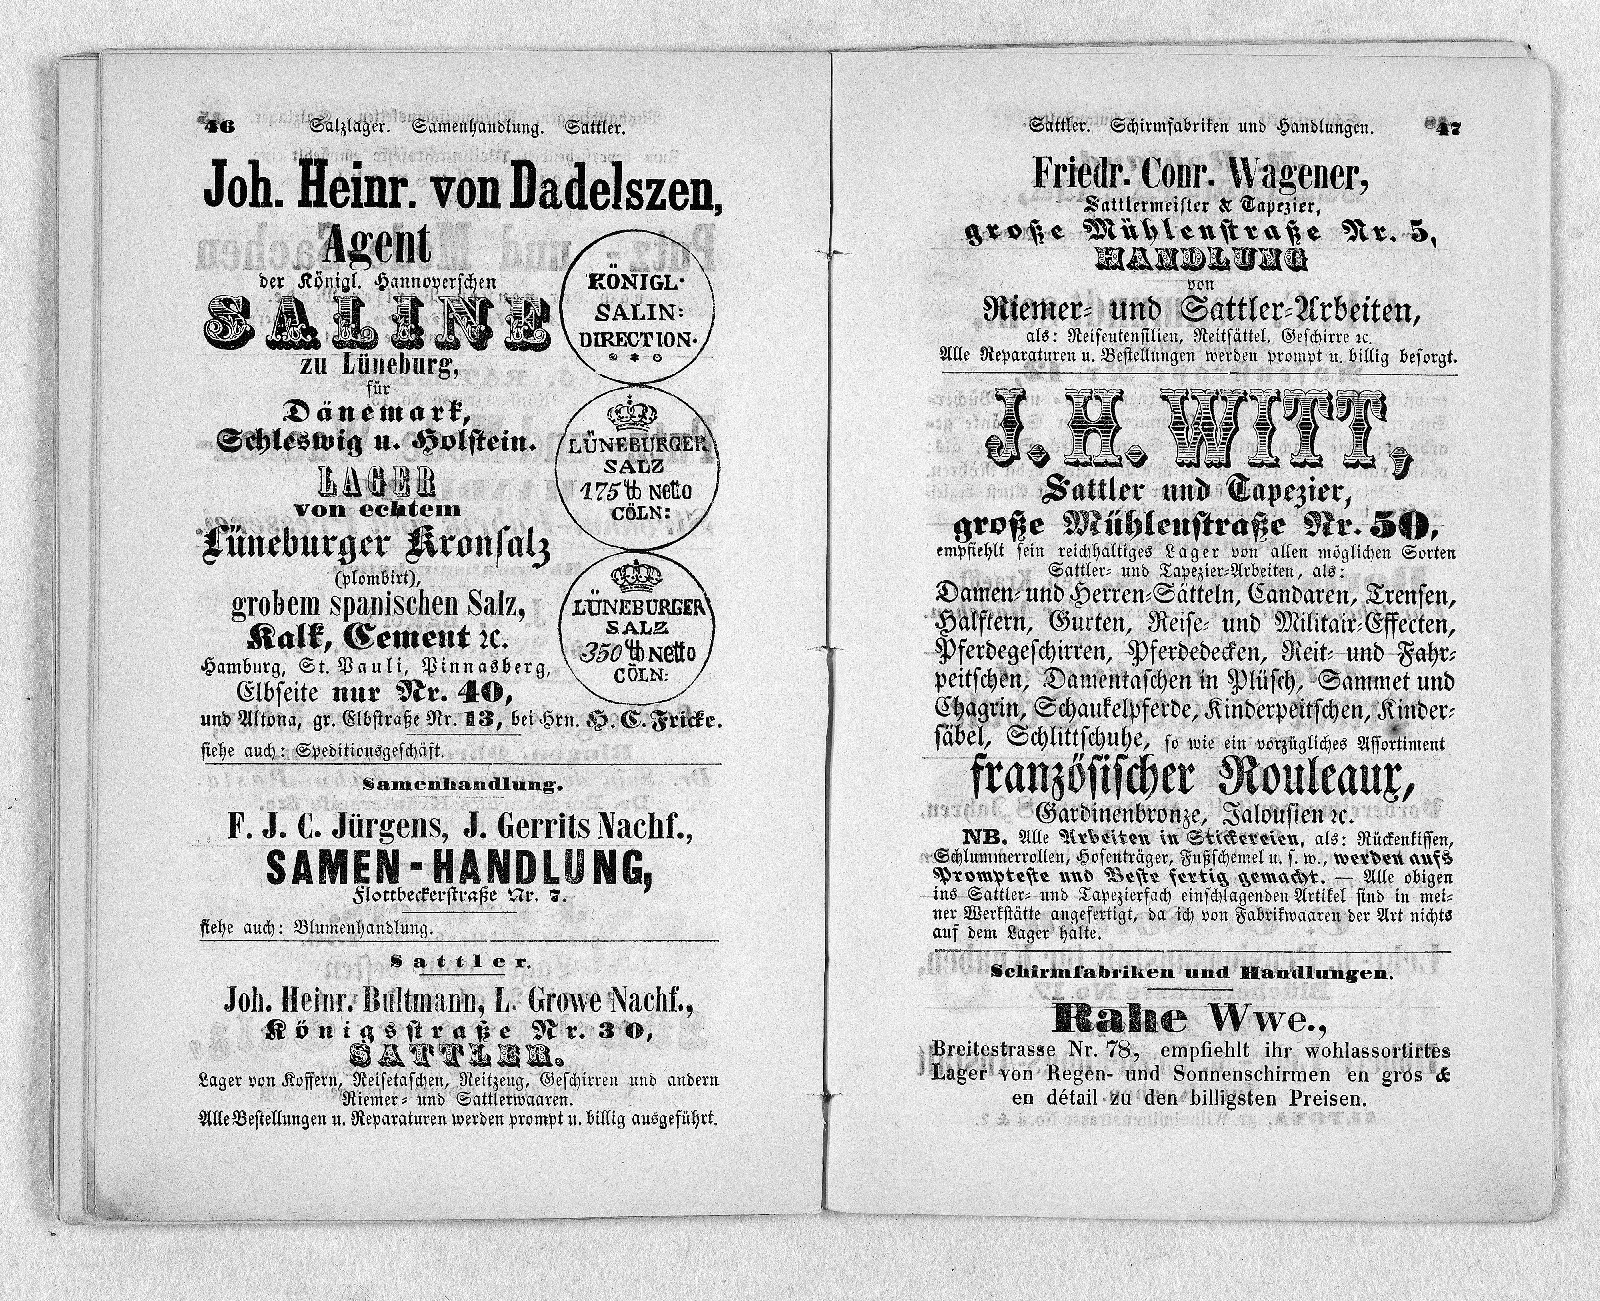 46 Salzlager. Samenhandlung. Sattler.
Joh. Heinr. von Dadelszen,
Agent
der Königl. Hannoverschen
SALINE
zu Lüneburg,
für
Dänemark,
Schleswig u. Holstein.
LAGER
von echtem
Lüneburger Kronsalz
(plombirt),
grobem spanischen Salz,
Kalk, Cement ꝛc.
Hamburg, St. Pauli, Pinnasberg,
Elbseite nur Nr. 40,
und Altona, gr. Elbstraße Nr. 13, bei Hrn. H. C. Fricke.
KÖNIGL.
SALIN:
DIRECTION.
LÜNEBURGER
SALZ
175 ℔ Netto
CÖLN:
LÜNEBURGER
SALZ
350 ℔ Netto
CÖLN:
siehe auch: Speditionsgeschäft.
Samenhandlung.
F. J. C. Jürgens, J. Gerrits Nachf.,
SAMEN-HANDLUNG,
Flottbeckerstraße Nr. 7.
siehe auch: Blumenhandlung.
Sattler.
Joh. Heinr. Bultmann, L. Growe Nachf.,
Königsstraße Nr. 30,
SATTLER.
Lager von Koffern, Reisetaschen, Reitzeug, Geschirren und andern
Riemer- und Sattlerwaaren.
Alle Bestellungen u. Reparaturen werden prompt u. billig ausgeführt.
Sattler. Schirmfabriken und Handlungen. 47
Friedr. Conr. Wagener,
Sattlermeister & Tapezier,
große Mühlenstraße Nr. 5,
HANDLUNG
von
Riemer- und Sattler-Arbeiten,
als: Reiseutensilien, Reitsättel, Geschirre ꝛc.
Alle Reparaturen u. Bestellungen werden prompt u. billig besorgt.
J. H. WITT,
Sattler und Tapezier,
große Mühlenstraße Nr. 50,
empfiehlt sein reichhaltiges Lager von allen möglichen Sorten
Sattler- und Tapezier-Arbeiten, als:
Damen- und Herren-Sätteln, Candaren, Trensen,
Halftern, Gurten, Reise- und Militair-Effecten,
Pferdegeschirren, Pferdedecken, Reit- und Fahr-
peitschen, Damentaschen in Plüsch, Sammet und
Chagrin, Schaukelpferde, Kinderpeitschen, Kinder-
säbel, Schlittschuhe, so wie ein vorzügliches Assortiment
französischer Rouleaux,
Gardinenbronze, Jalousien ꝛc.
NB. Alle Arbeiten in Stickereien, als: Rückenkissen,
Schlummerrollen, Hosenträger, Fußschemel u. s. w., werden aufs
Prompteste und Beste fertig gemacht. — Alle obigen
ins Sattler- und Tapezierfach einschlagenden Artikel sind in mei-
ner Werkstätte angefertigt, da ich von Fabrikwaaren der Art nichts
auf dem Lager halte.
Schirmfabriken und Handlungen.
Rahe Wwe.,
Breitestrasse Nr. 78, empfiehlt ihr wohlassortirtes
Lager von Regen- und Sonnenschirmen en gros &
en détail zu den billigsten Preisen.